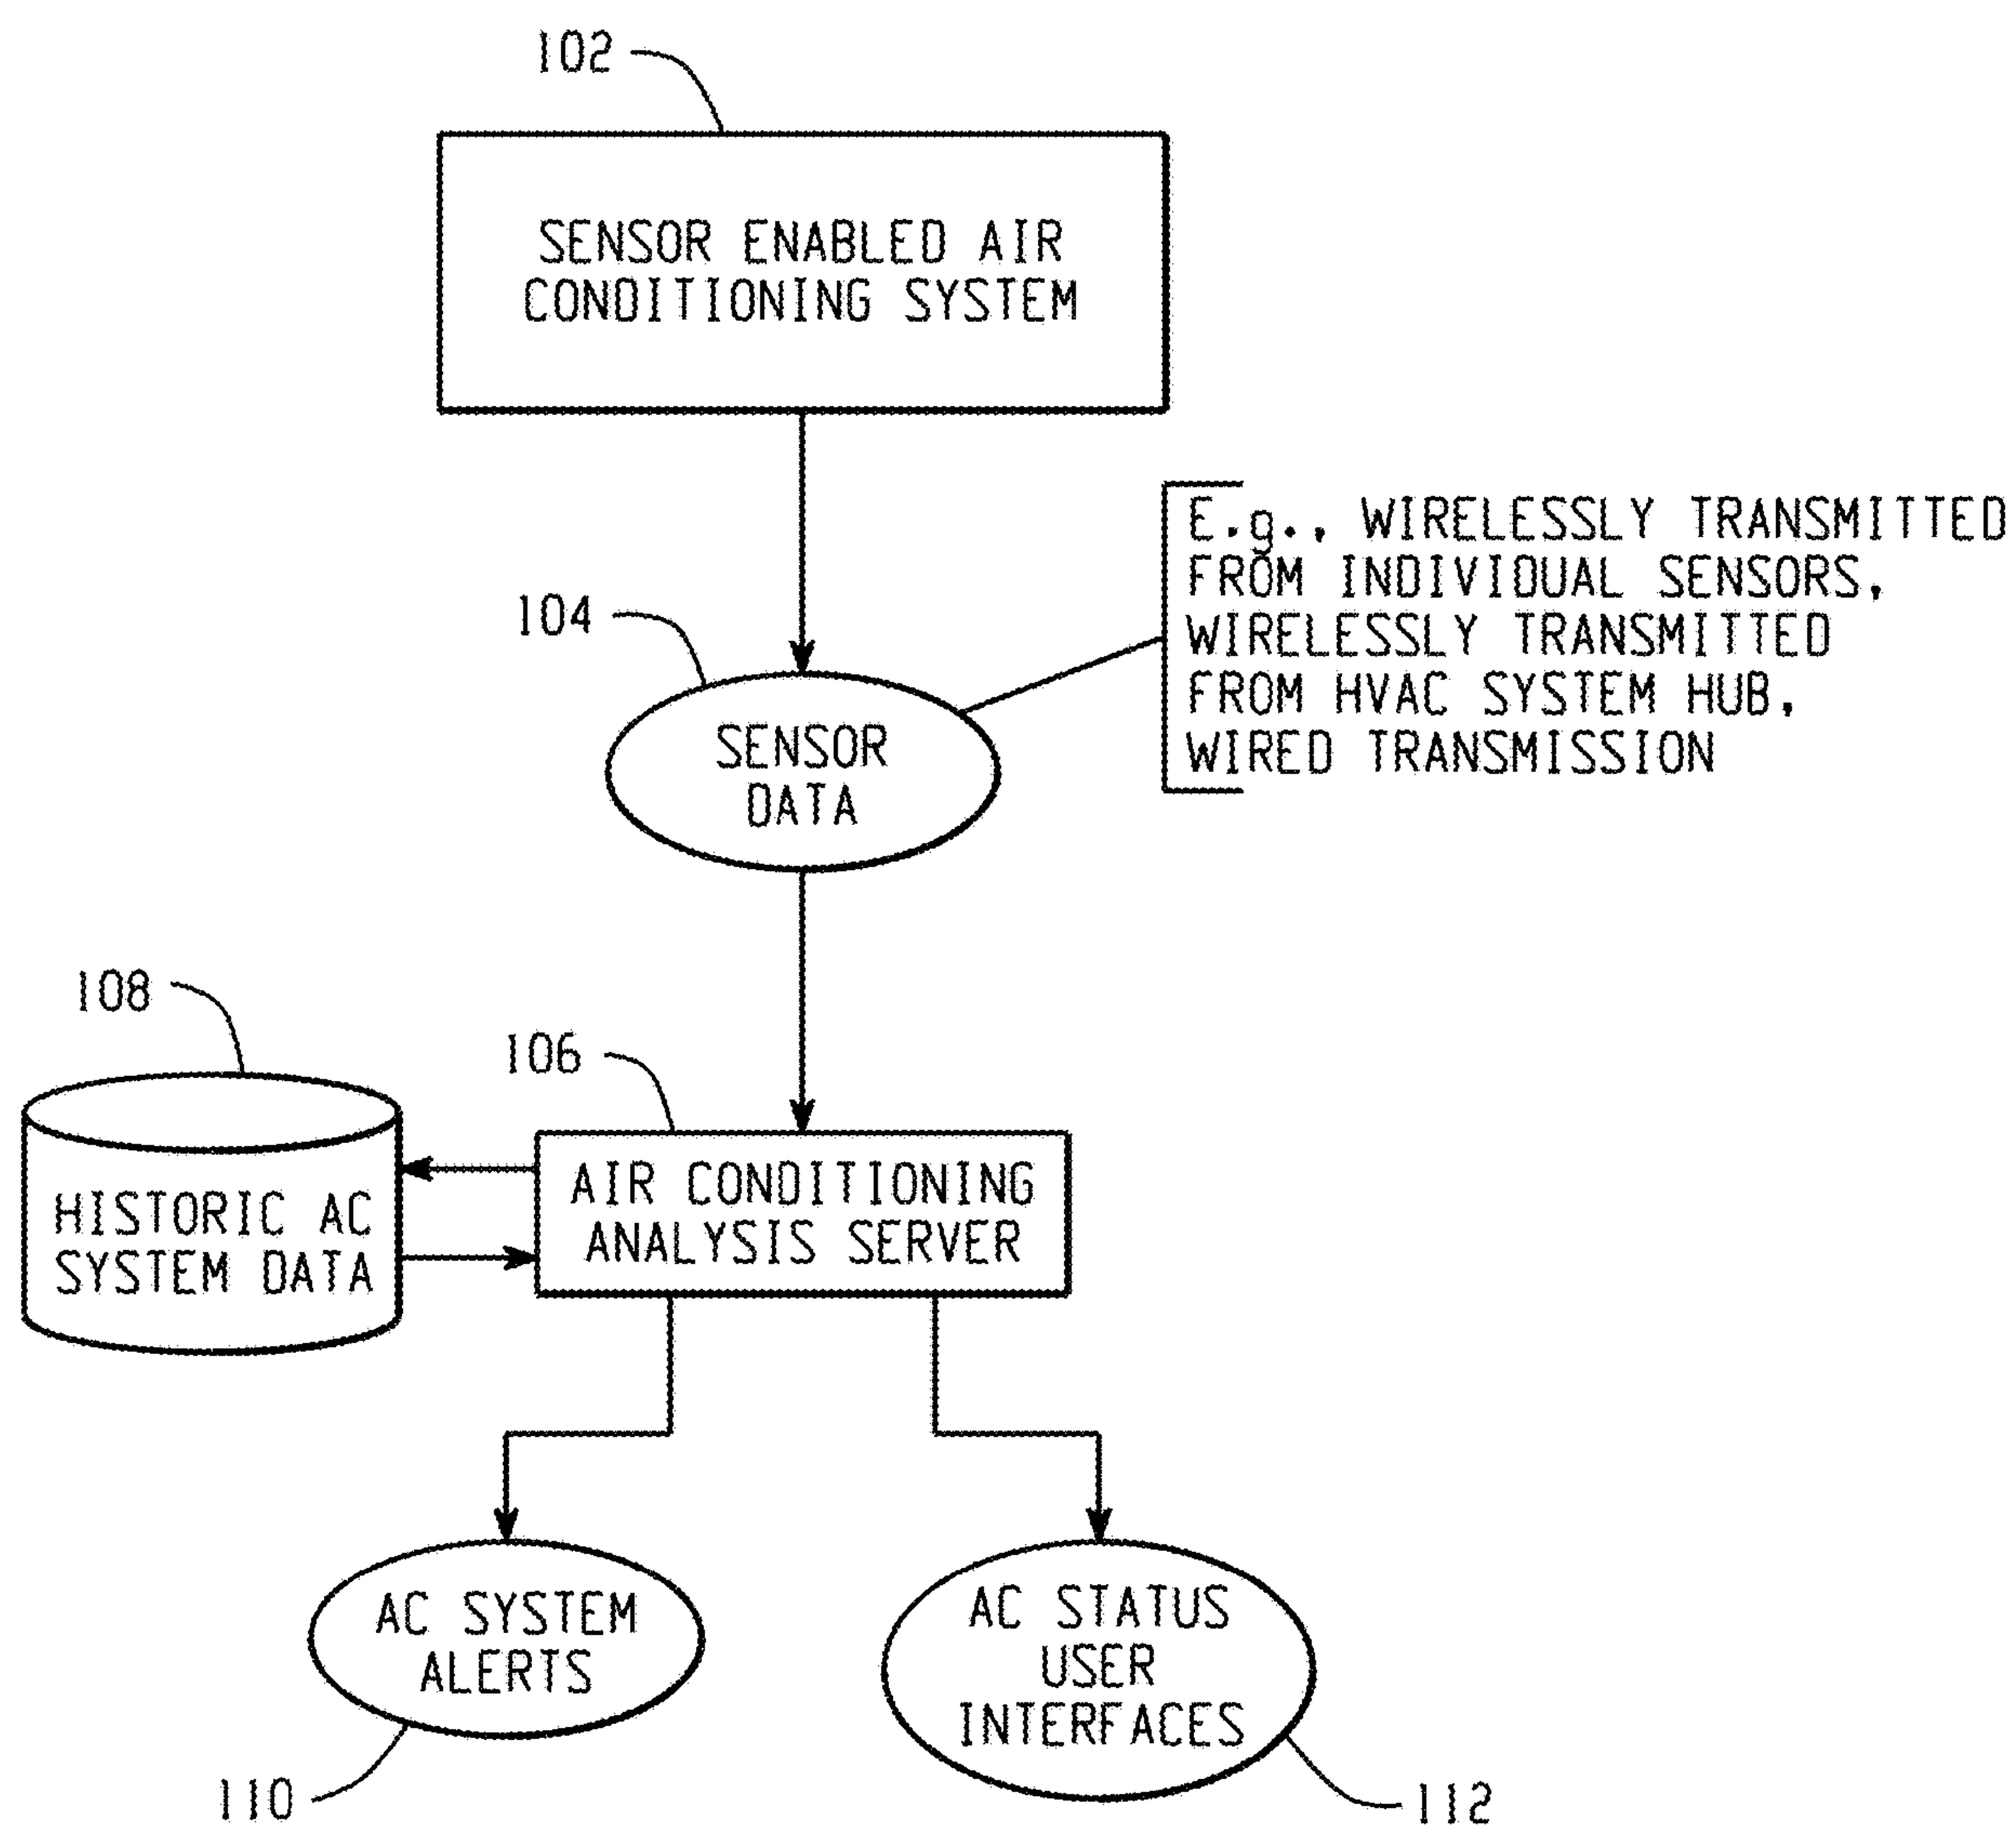 102
SENSOR ENABLED AIR
CONDITIONING SYSTEM
E.g., WIRELESSLY TRANSMITTED
FROM INDIVIDUAL SENSORS,
WIRELESSLY TRANSMITTED
FROM HVAC SYSTEM HUB,
WIRED TRANSMISSION
104
SENSOR
DATA
108
106
HISTORIC AC
SYSTEM DATA
AIR CONDITIONING
ANALYSIS SERVER
AC SYSTEM
ALERTS
AC STATUS
USER
INTERFACES
110
112